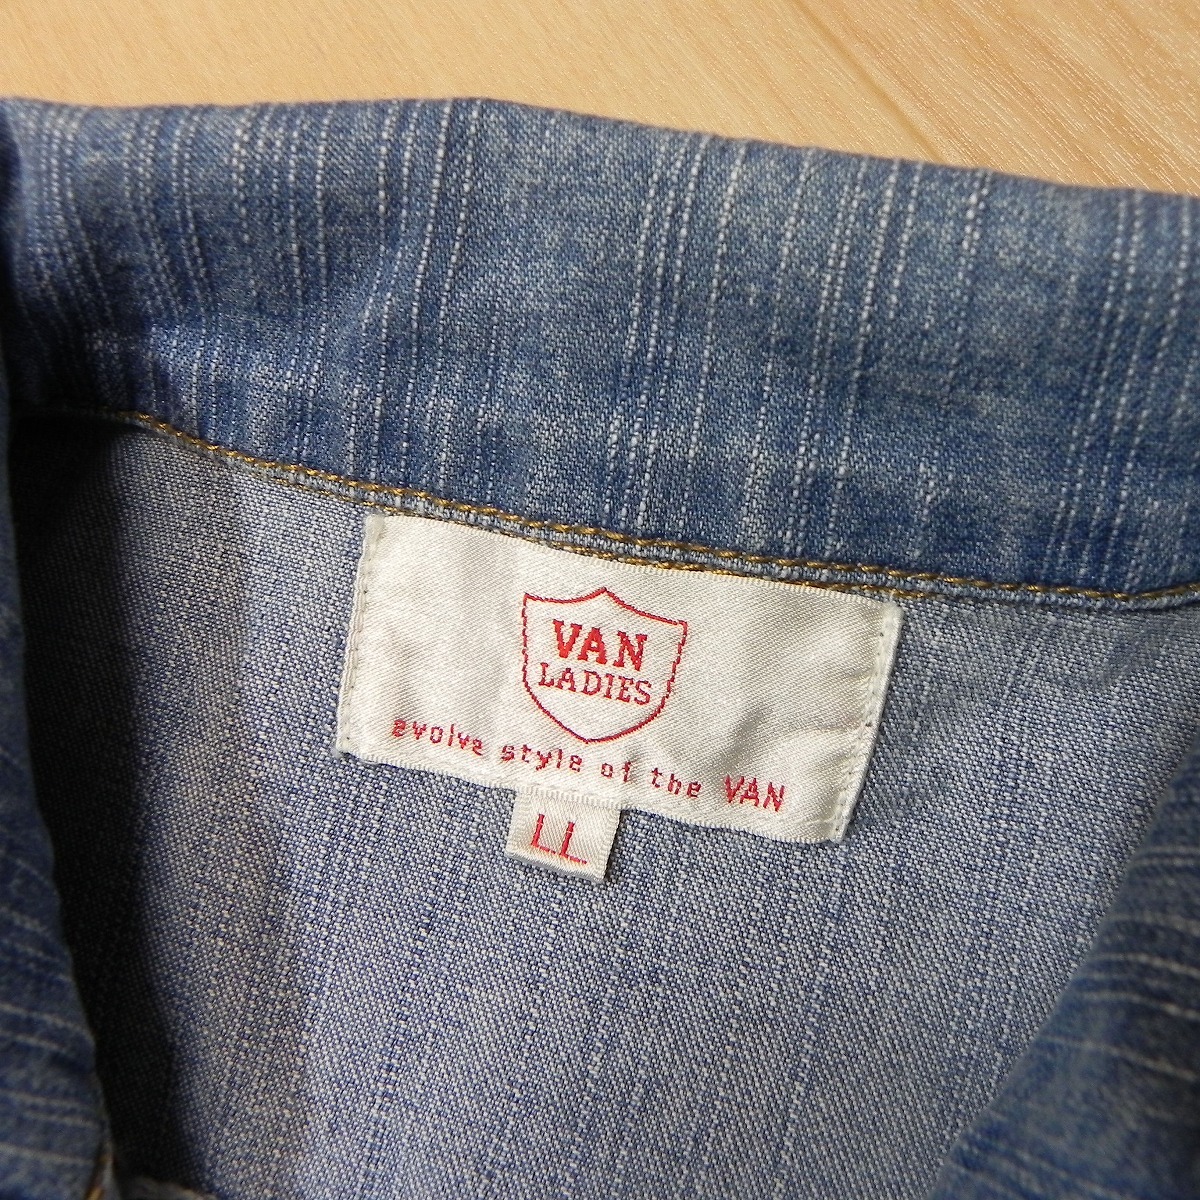 VAN
LADIES
evolve style of the VAN
LL